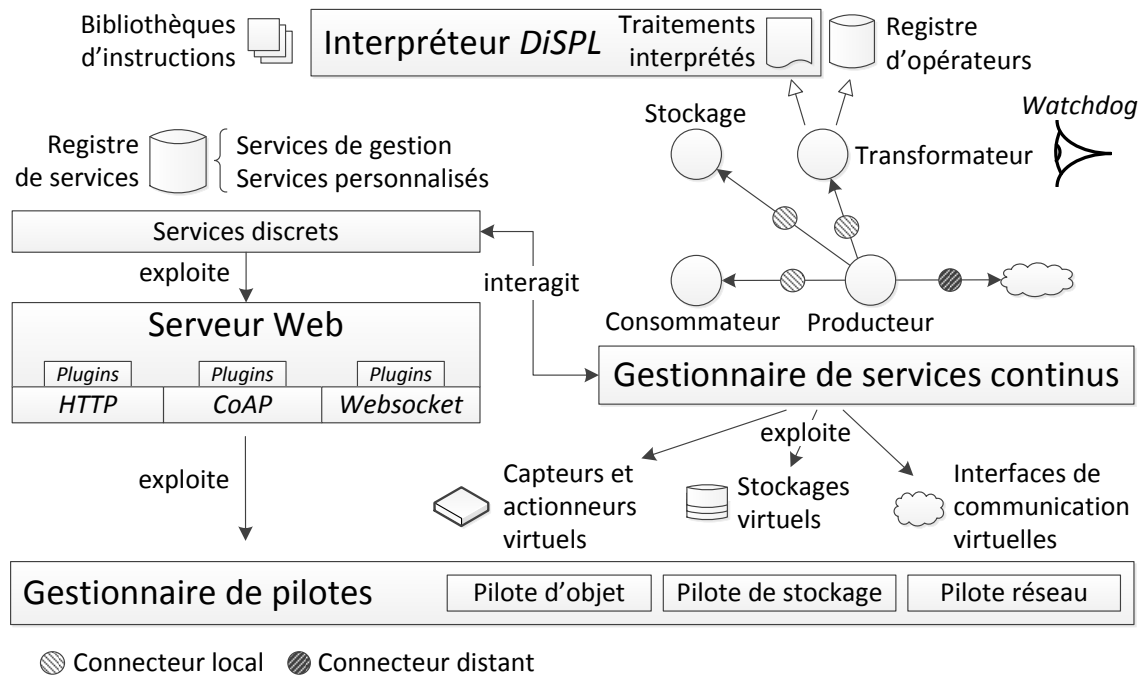 Bibliothèques
d’instructions
Interpréteur DiSPL
Traitements
interprétés
Registre
d’opérateurs
Stockage
Watchdog
Transformateur
Registre
de services
Services de gestion
Services personnalisés
Services discrets
exploite
interagit
Consommateur
Producteur
Serveur Web
Plugins
Plugins
Plugins
HTTP
CoAP
Websocket
Gestionnaire de services continus
exploite
exploite
Capteurs et
actionneurs
virtuels
Stockages
virtuels
Interfaces de
communication
virtuelles
Gestionnaire de pilotes
Pilote d’objet
Pilote de stockage
Pilote réseau
Connecteur local
Connecteur distant